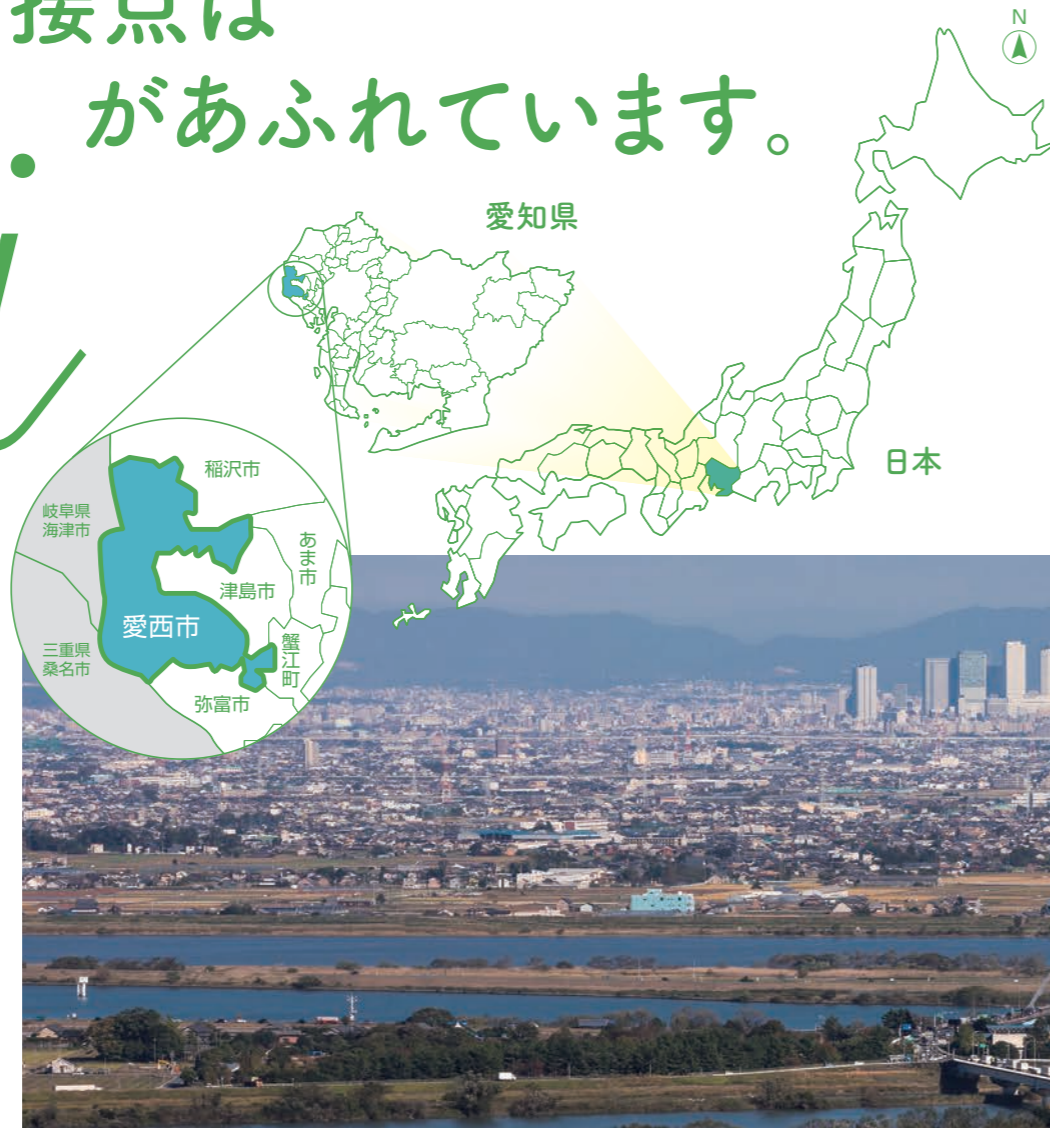 接点は
があふれています。
N
愛知県
日本
稲沢市
岐阜県
海津市
あま市
津島市
愛西市
蟹江町
三重県
桑名市
弥富市